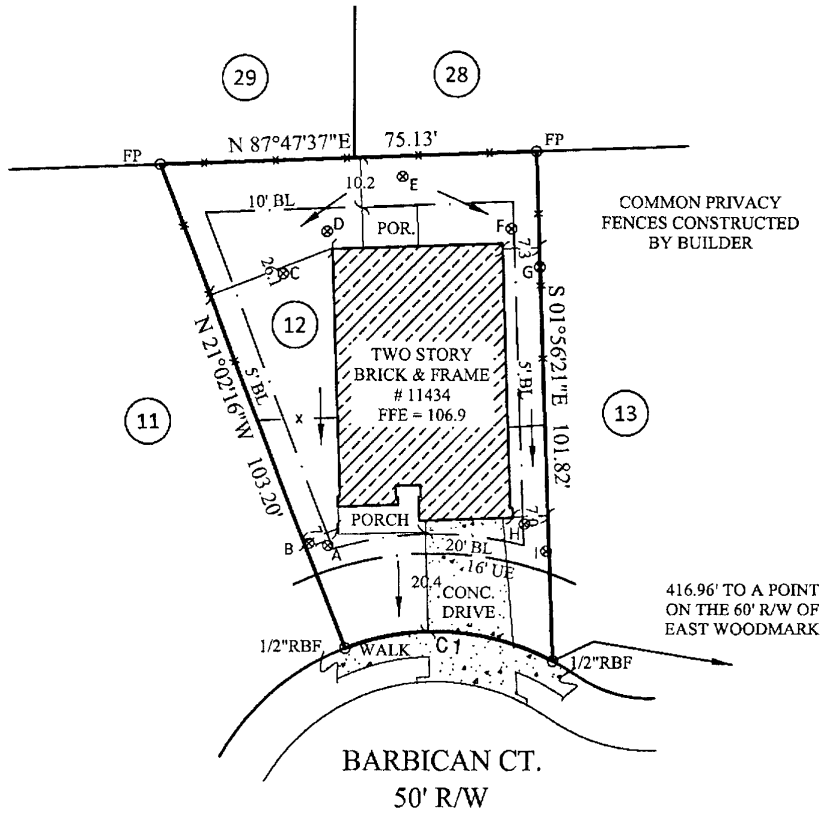 29
28
FP
N 87°47'37"E 75.13'
FP
10.2
E
COMMON PRIVACY
FENCES CONSTRUCTED
BY BUILDER
10' BL
D
POR.
F
7.3
26.1
C
G
12
N 21°02'16"W 103.20'
S 01°56'21"E 101.82'
TWO STORY
BRICK & FRAME
# 11434
FFE = 106.9
5' BL
5' BL
11
13
x
PORCH
B
A
7
H
I
20' BL
16' UE
20.4
CONC.
DRIVE
416.96' TO A POINT
ON THE 60' R/W OF
EAST WOODMARK
1/2"RBF
WALK
C1
1/2"RBF
BARBICAN CT.
50' R/W